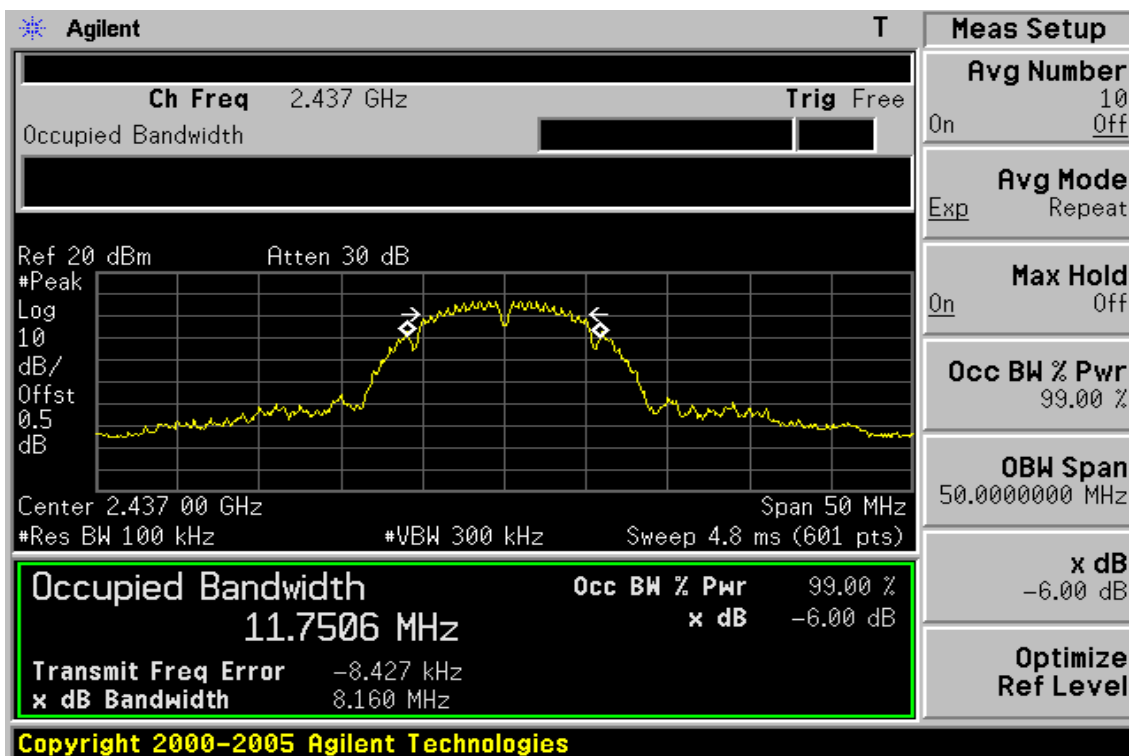 Agilent T
Ch Freq 2.437 GHz Trig Free
Occupied Bandwidth
Ref 20 dBm Atten 30 dB
#Peak
Log
10
dB/
Offst
0.5
dB
Center 2.437 00 GHz Span 50 MHz
#Res BW 100 kHz #VBW 300 kHz Sweep 4.8 ms (601 pts)
Occupied Bandwidth Occ BW % Pwr 99.00 %
11.7506 MHz x dB -6.00 dB
Transmit Freq Error -8.427 kHz
x dB Bandwidth 8.160 MHz
Copyright 2000-2005 Agilent Technologies
Meas Setup
Avg Number
10
On Off
Avg Mode
Exp Repeat
Max Hold
On Off
Occ BW % Pwr
99.00 %
OBW Span
50.0000000 MHz
x dB
-6.00 dB
Optimize
Ref Level